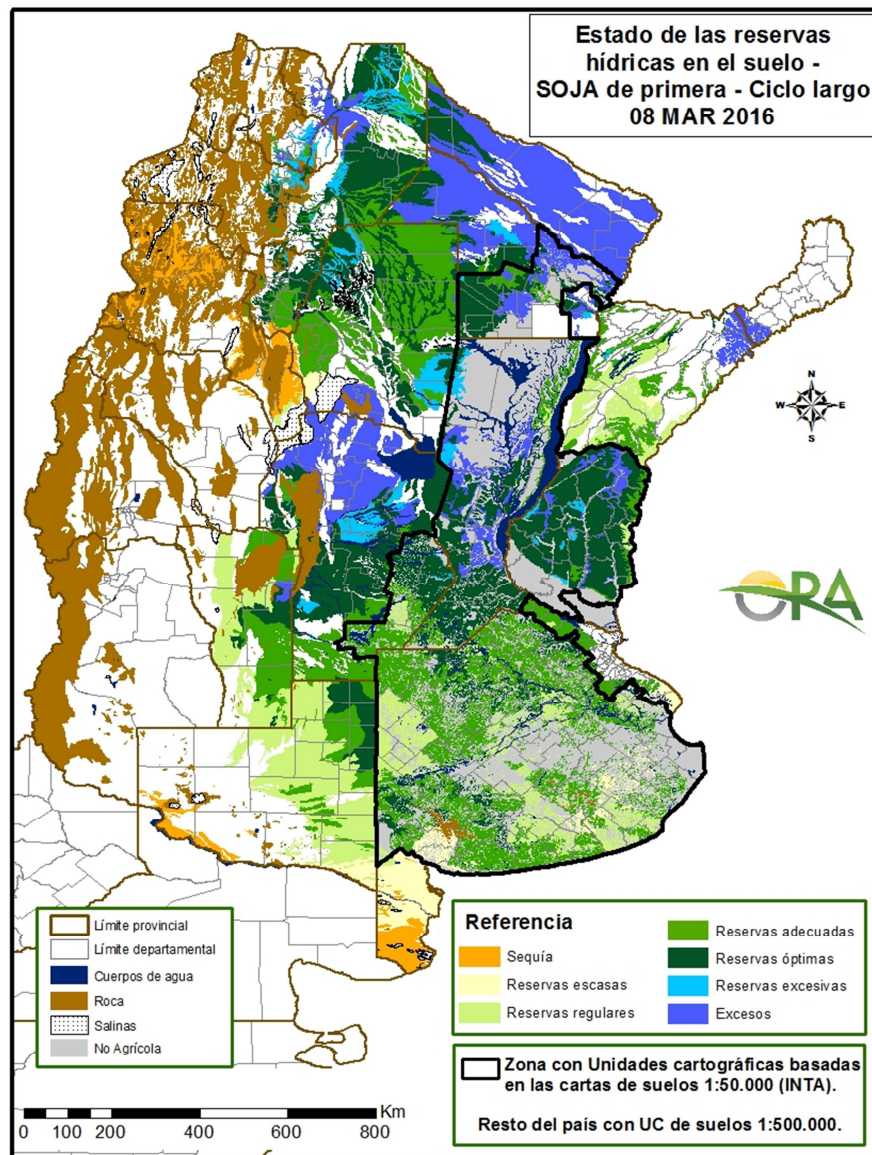 Estado de las reservas
hídricas en el suelo -
SOJA de primera - Ciclo largo
08 MAR 2016
N
W E
S
ORA
Límite provincial
Límite departamental
Cuerpos de agua
Roca
Salinas
No Agrícola
Referencia
Sequía
Reservas escasas
Reservas regulares
Reservas adecuadas
Reservas óptimas
Reservas excesivas
Excesos
Zona con Unidades cartográficas basadas
en las cartas de suelos 1:50.000 (INTA).
Resto del país con UC de suelos 1:500.000.
Km
0 100 200 400 600 800